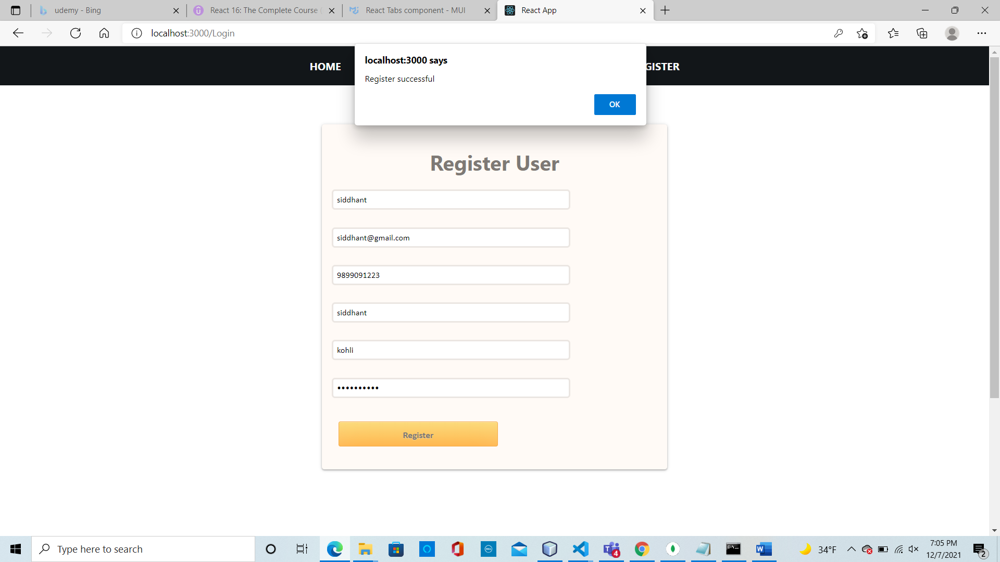 udemy - Bing
React 16: The Complete Course (
React Tabs component - MUI
React App
localhost:3000/Login
HOME
GISTER
localhost:3000 says
Register successful
OK
Register User
siddhant
siddhant@gmail.com
9899091223
siddhant
kohli
••••••••••
Register
Type here to search
4
34°F
7:05 PM
12/7/2021
2